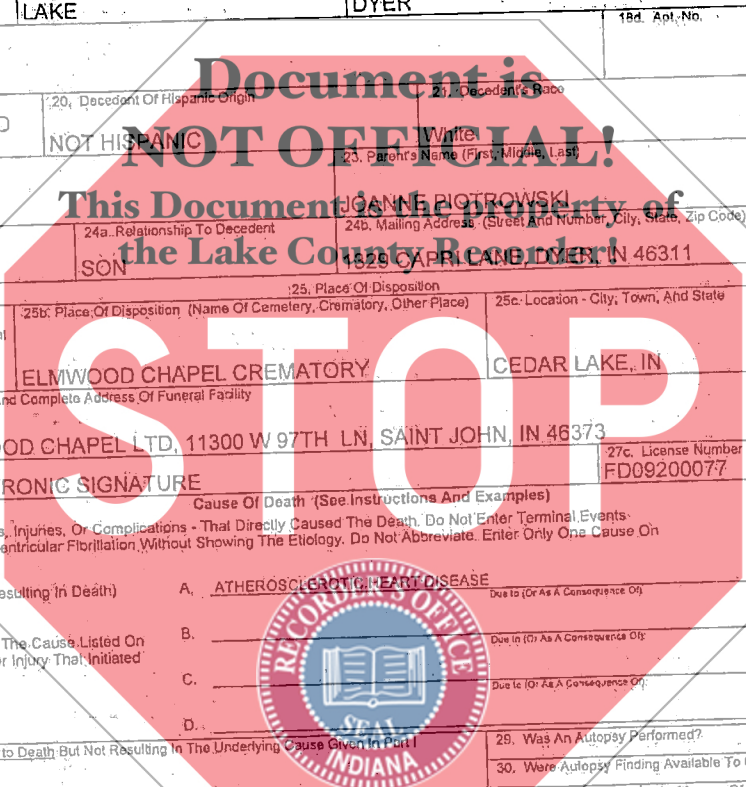 LAKE
DYER
18d. Apt. No.
Document is
20. Decedent Of Hispanic Origin
21. Decedent's Race
NOT HISPANIC
White
NOT OFFICIAL!
23. Parent's Name (First, Middle, Last)
JOANNE PIOTROWSKI
This Document is the property of
24a. Relationship To Decedent
24b. Mailing Address (Street And Number, City, State, Zip Code)
the Lake County Recorder!
SON
1829 CAPRI LANE, DYER, IN 46311
25. Place Of Disposition
25b. Place Of Disposition (Name Of Cemetery, Crematory, Other Place)
25c. Location - City, Town, And State
ELMWOOD CHAPEL CREMATORY
CEDAR LAKE, IN
STOP
nd Complete Address Of Funeral Facility
OOD CHAPEL LTD, 11300 W 97TH LN, SAINT JOHN, IN 46373
27c. License Number
RONIC SIGNATURE
FD09200077
Cause Of Death (See Instructions And Examples)
s, Injuries, Or Complications - That Directly Caused The Death. Do Not Enter Terminal Events
entricular Fibrillation Without Showing The Etiology. Do Not Abbreviate. Enter Only One Cause On
esulting In Death)
A. ATHEROSCLEROTIC HEART DISEASE
Due to (Or As A Consequence Of)
The Cause Listed On
r Injury That Initiated
B.
Due to (Or As A Consequence Of)
C.
Due to (Or As A Consequence Of)
D.
RECORDER'S OFFICE
SEAL
INDIANA
to Death But Not Resulting In The Underlying Cause Given In Part I
29. Was An Autopsy Performed?
30. Were Autopsy Finding Available To